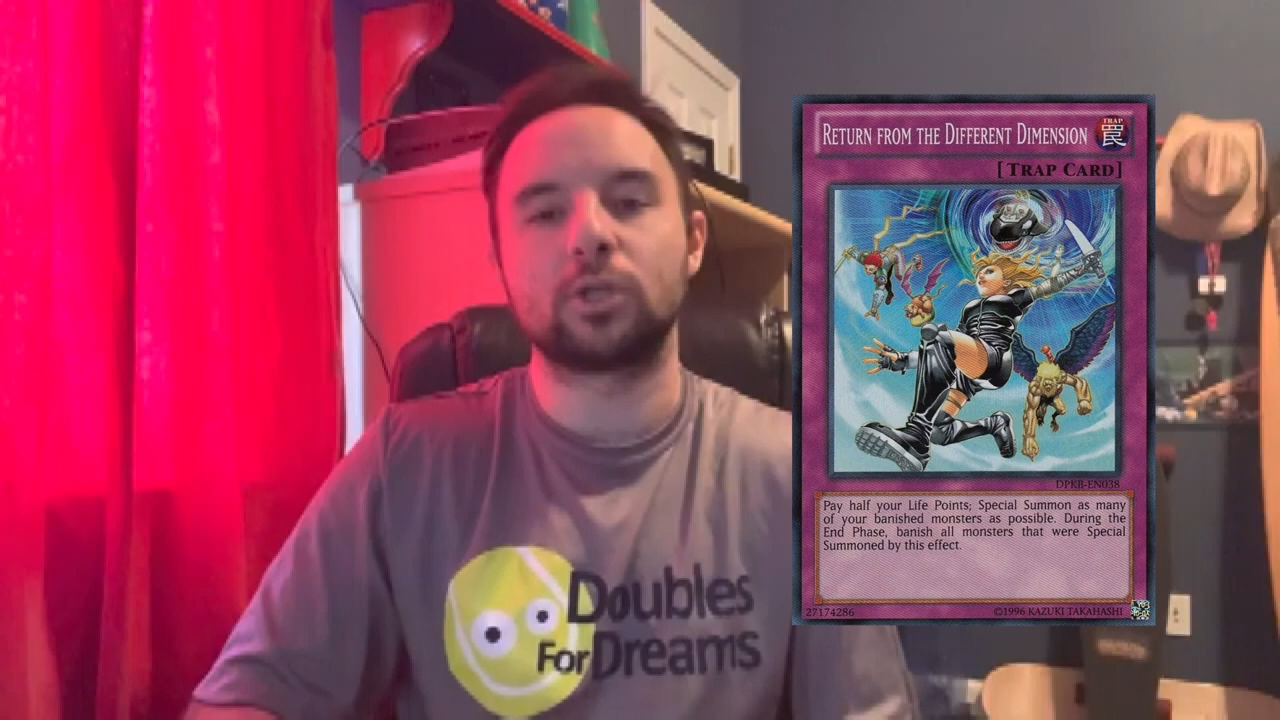 Doubles
For Dreams
RETURN FROM THE DIFFERENT DIMENSION
TRAP
罠
[TRAP CARD]
DPKB-EN038
Pay half your Life Points; Special Summon as many
of your banished monsters as possible. During the
End Phase, banish all monsters that were Special
Summoned by this effect.
27174286
©1996 KAZUKI TAKAHASHI